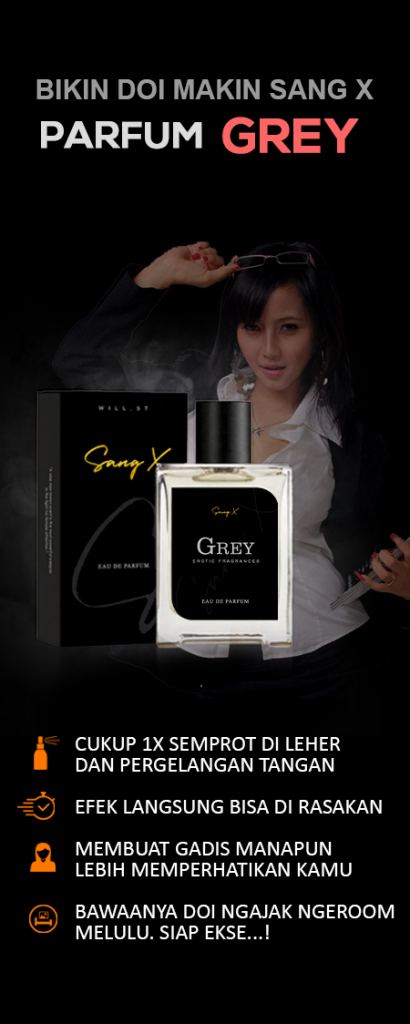 BIKIN DOI MAKIN SANG X
PARFUM GREY
WILL.ST
Sang X
EAU DE PARFUM
Sang X
GREY
EROTIC FRAGRANCES
EAU DE PARFUM
CUKUP 1X SEMPROT DI LEHER
DAN PERGELANGAN TANGAN
EFEK LANGSUNG BISA DI RASAKAN
MEMBUAT GADIS MANAPUN
LEBIH MEMPERHATIKAN KAMU
BAWAANYA DOI NGAJAK NGEROOM
MELULU. SIAP EKSE...!